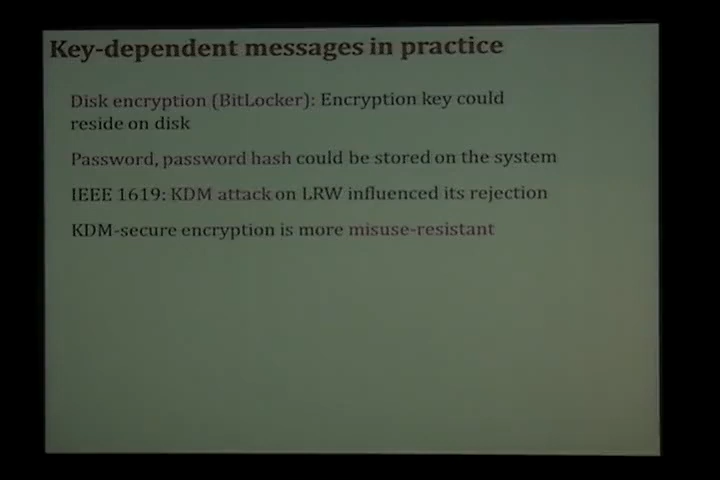 Key-dependent messages in practice
Disk encryption (BitLocker): Encryption key could
reside on disk
Password, password hash could be stored on the system
IEEE 1619: KDM attack on LRW influenced its rejection
KDM-secure encryption is more misuse-resistant